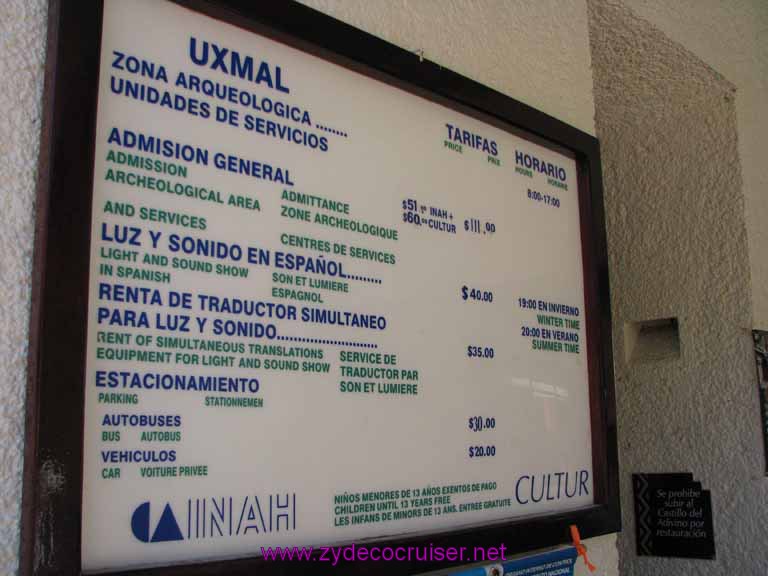 UXMAL
ZONA ARQUEOLOGICA ........
UNIDADES DE SERVICIOS
TARIFAS
PRICE PRIX
HORARIO
HOURS HORAIRE
ADMISION GENERAL
ADMISSION ADMITTANCE
ARCHEOLOGICAL AREA ZONE ARCHEOLOGIQUE
AND SERVICES CENTRES DE SERVICES
$51.00 INAH +
$60.00 CULTUR
$111.00
8:00-17:00
LUZ Y SONIDO EN ESPAÑOL.........
LIGHT AND SOUND SHOW SON ET LUMIERE
IN SPANISH ESPAGNOL
$40.00
19:00 EN INVIERNO
WINTER TIME
20:00 EN VERANO
SUMMER TIME
RENTA DE TRADUCTOR SIMULTANEO
PARA LUZ Y SONIDO........................
$35.00
RENT OF SIMULTANEOUS TRANSLATIONS
EQUIPMENT FOR LIGHT AND SOUND SHOW
SERVICE DE
TRADUCTOR PAR
SON ET LUMIERE
ESTACIONAMIENTO
PARKING STATIONNEMEN
AUTOBUSES $30.00
BUS AUTOBUS
VEHICULOS $20.00
CAR VOITURE PRIVEE
INAH
NIÑOS MENORES DE 13 AÑOS EXENTOS DE PAGO
CHILDREN UNTIL 13 YEARS FREE
LES INFANS DE MINORS DE 13 ANS. ENTREE GRATUITE
CULTUR
Se prohibe
subir al
Castillo del
Adivino por
restauración
www.zydecocruiser.net